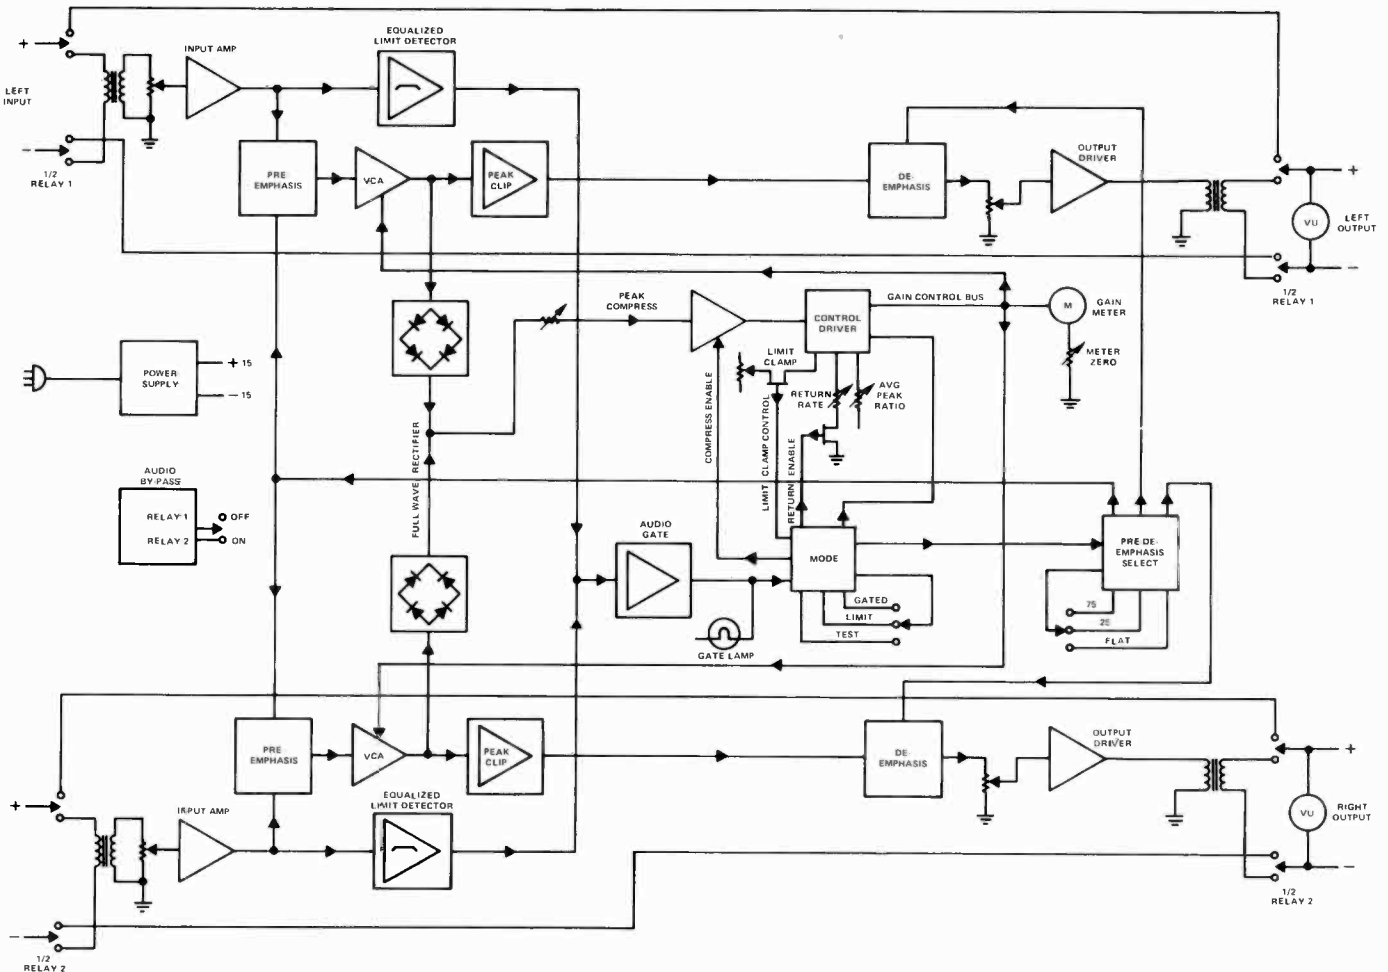 EQUALIZED
LIMIT DETECTOR
+
INPUT AMP
LEFT
INPUT
OUTPUT
DRIVER
−
1/2
RELAY 1
PRE
EMPHASIS
VCA
PEAK
CLIP
DE-
EMPHASIS
+
VU
LEFT
OUTPUT
−
1/2
RELAY 1
PEAK
COMPRESS
GAIN CONTROL BUS
M
GAIN
METER
CONTROL
DRIVER
METER
ZERO
LIMIT
CLAMP
POWER
SUPPLY
+ 15
− 15
RETURN
RATE
AVG
PEAK
RATIO
FULL WAVE RECTIFIER
COMPRESS ENABLE
LIMIT CLAMP CONTROL
RETURN ENABLE
AUDIO
BY-PASS
RELAY 1
RELAY 2
OFF
ON
AUDIO
GATE
MODE
PRE-DE-
EMPHASIS
SELECT
GATED
LIMIT
TEST
75
25
FLAT
GATE LAMP
PRE
EMPHASIS
VCA
PEAK
CLIP
DE-
EMPHASIS
OUTPUT
DRIVER
+
VU
RIGHT
OUTPUT
−
1/2
RELAY 2
EQUALIZED
LIMIT DETECTOR
+
INPUT AMP
−
1/2
RELAY 2